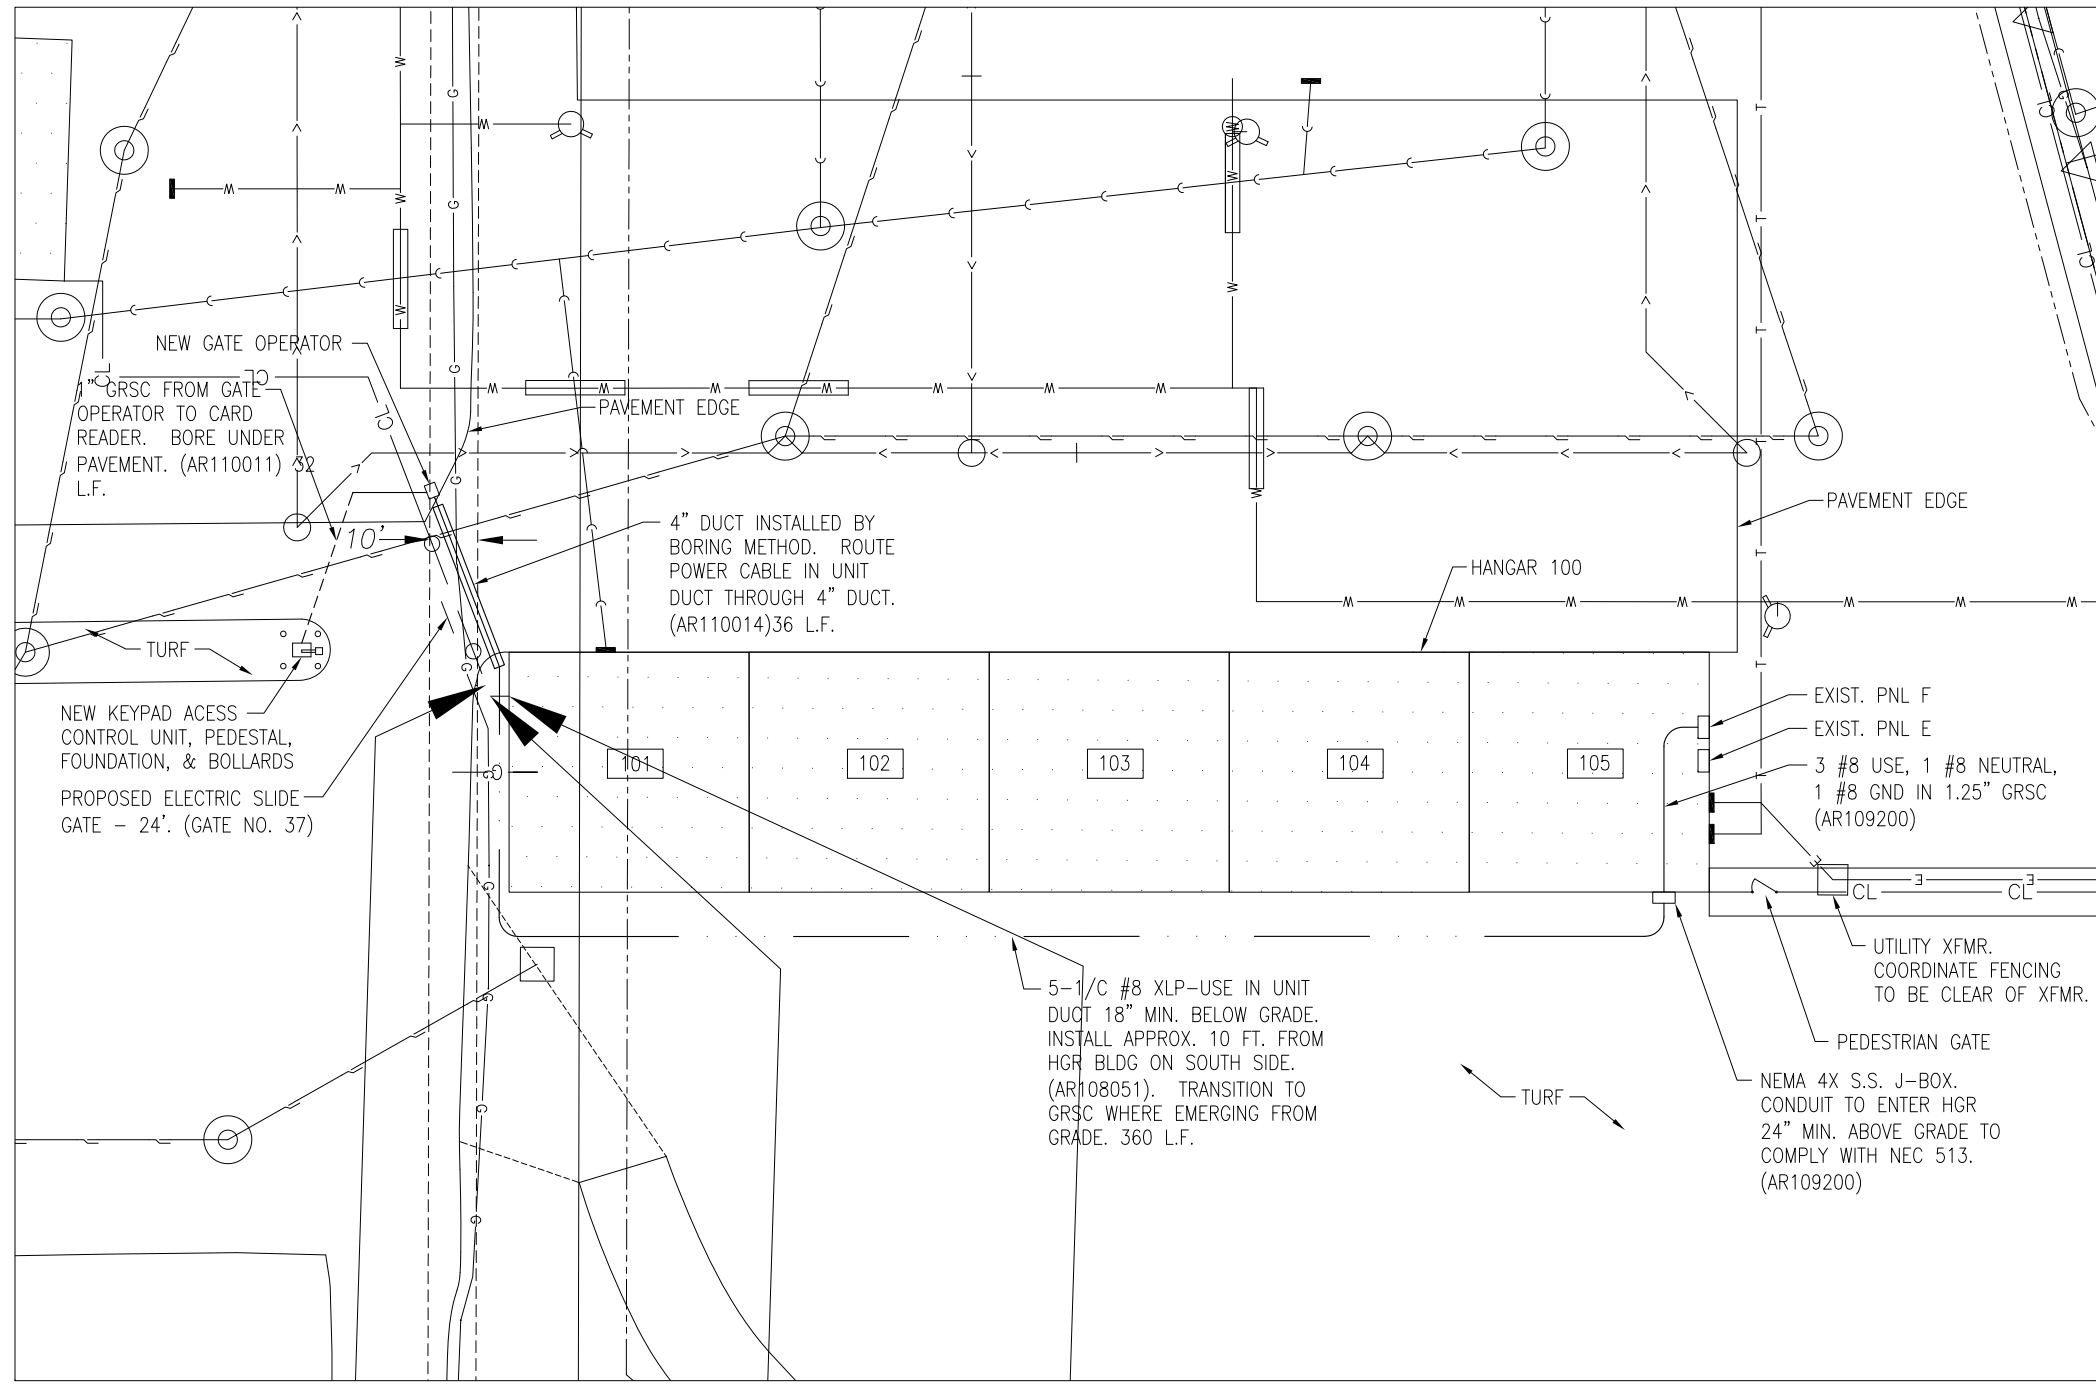 NEW GATE OPERATOR
1" GRSC FROM GATE
OPERATOR TO CARD
READER. BORE UNDER
PAVEMENT. (AR110011) 32
L.F.
PAVEMENT EDGE
10'
4" DUCT INSTALLED BY
BORING METHOD. ROUTE
POWER CABLE IN UNIT
DUCT THROUGH 4" DUCT.
(AR110014)36 L.F.
PAVEMENT EDGE
HANGAR 100
TURF
NEW KEYPAD ACESS
CONTROL UNIT, PEDESTAL,
FOUNDATION, & BOLLARDS
PROPOSED ELECTRIC SLIDE
GATE - 24'. (GATE NO. 37)
101
102
103
104
105
EXIST. PNL F
EXIST. PNL E
3 #8 USE, 1 #8 NEUTRAL,
1 #8 GND IN 1.25" GRSC
(AR109200)
CL
CL
CL
CL
CL
CL
CL
CL
UTILITY XFMR.
COORDINATE FENCING
TO BE CLEAR OF XFMR.
PEDESTRIAN GATE
5-1/C #8 XLP-USE IN UNIT
DUCT 18" MIN. BELOW GRADE.
INSTALL APPROX. 10 FT. FROM
HGR BLDG ON SOUTH SIDE.
(AR108051). TRANSITION TO
GRSC WHERE EMERGING FROM
GRADE. 360 L.F.
TURF
NEMA 4X S.S. J-BOX.
CONDUIT TO ENTER HGR
24" MIN. ABOVE GRADE TO
COMPLY WITH NEC 513.
(AR109200)